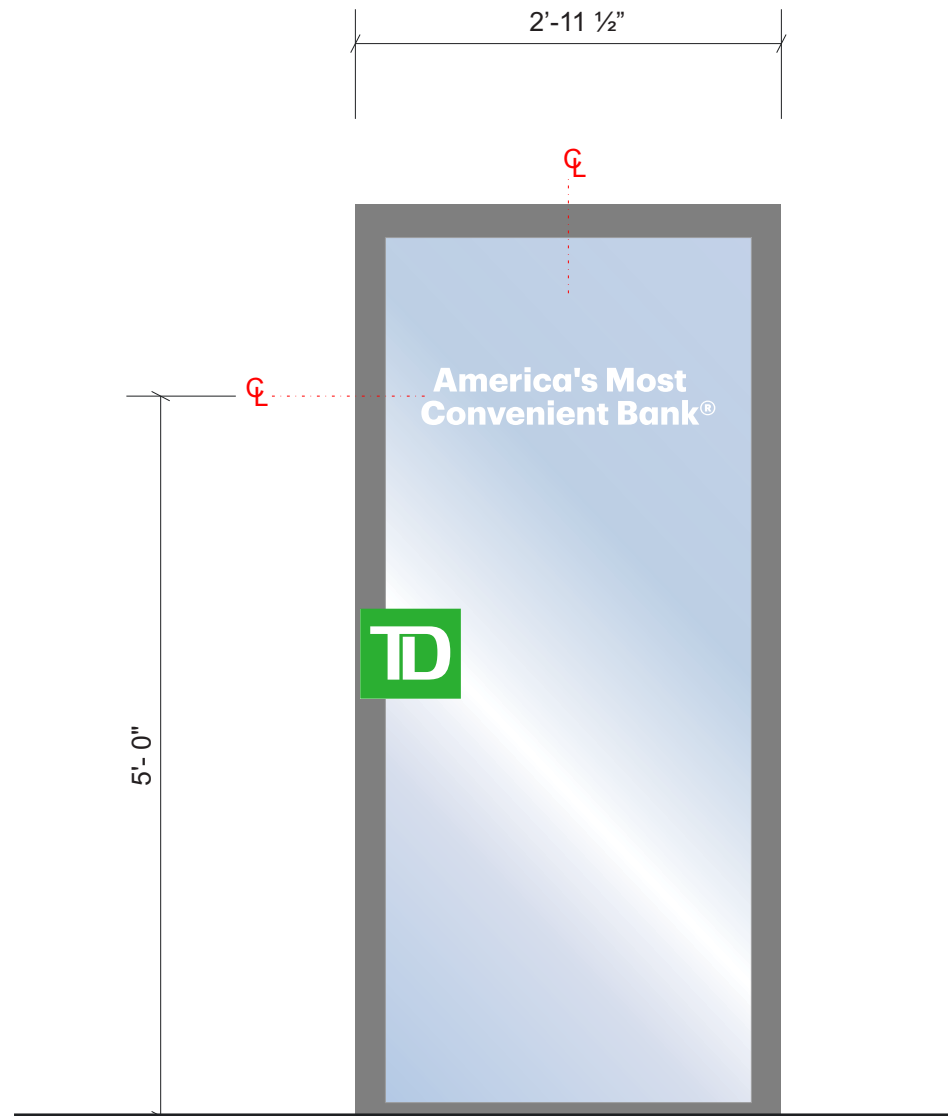 2’-11 ½”
CL
CL
America's Most
Convenient Bank®
TD
5'- 0"